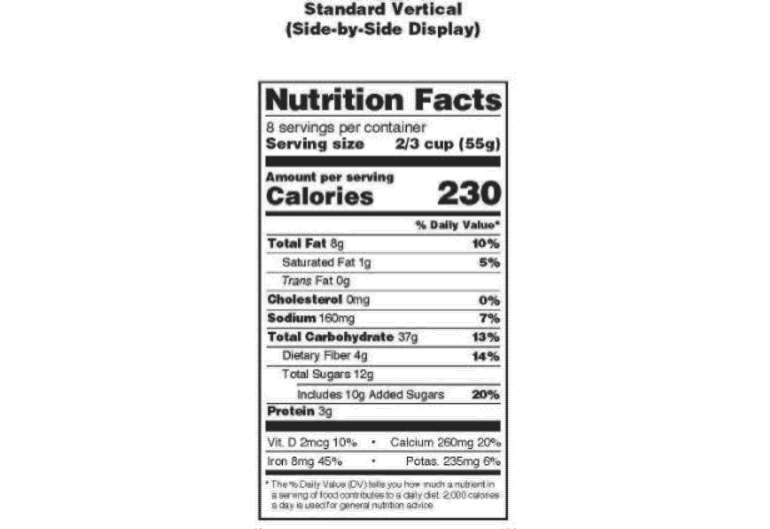 Standard Vertical
(Side-by-Side Display)
Nutrition Facts
8 servings per container
Serving size 2/3 cup (55g)
Amount per serving
Calories 230
% Daily Value*
Total Fat 8g 10%
Saturated Fat 1g 5%
Trans Fat 0g
Cholesterol 0mg 0%
Sodium 160mg 7%
Total Carbohydrate 37g 13%
Dietary Fiber 4g 14%
Total Sugars 12g
Includes 10g Added Sugars 20%
Protein 3g
Vit. D 2mcg 10% • Calcium 260mg 20%
Iron 8mg 45% • Potas. 235mg 6%
* The % Daily Value (DV) tells you how much a nutrient in
a serving of food contributes to a daily diet. 2,000 calories
a day is used for general nutrition advice.